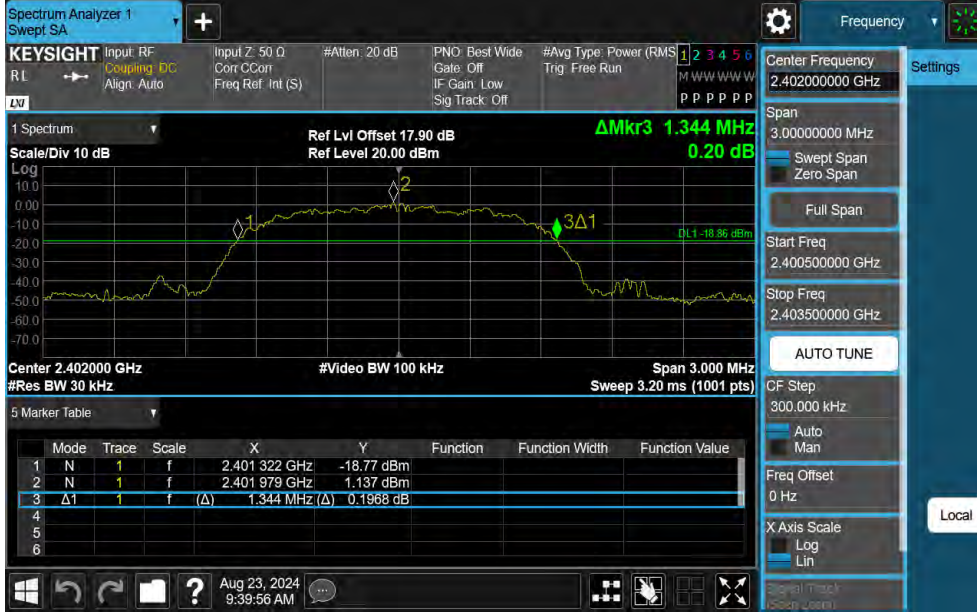 Spectrum Analyzer 1
Swept SA
Frequency
KEYSIGHT
RL
LXI
Input: RF
Coupling: DC
Align: Auto
Input Z: 50 Ω
Corr CCorr
Freq Ref: Int (S)
#Atten: 20 dB
PNO: Best Wide
Gate: Off
IF Gain: Low
Sig Track: Off
#Avg Type: Power (RMS
Trig: Free Run
1 2 3 4 5 6
M W W W W W
P P P P P P
1 Spectrum
Scale/Div 10 dB
Ref Lvl Offset 17.90 dB
Ref Level 20.00 dBm
ΔMkr3 1.344 MHz
0.20 dB
Log
10.0
0.00
-10.0
-20.0
-30.0
-40.0
-50.0
-60.0
-70.0
1
2
3Δ1
DL1 -18.86 dBm
Center 2.402000 GHz
#Res BW 30 kHz
#Video BW 100 kHz
Span 3.000 MHz
Sweep 3.20 ms (1001 pts)
5 Marker Table
Mode Trace Scale X Y Function Function Width Function Value
1 N 1 f 2.401 322 GHz -18.77 dBm
2 N 1 f 2.401 979 GHz 1.137 dBm
3 Δ1 1 f (Δ) 1.344 MHz (Δ) 0.1968 dB
4
5
6
Aug 23, 2024
9:39:56 AM
Center Frequency
2.402000000 GHz
Span
3.00000000 MHz
Swept Span
Zero Span
Full Span
Start Freq
2.400500000 GHz
Stop Freq
2.403500000 GHz
AUTO TUNE
CF Step
300.000 kHz
Auto
Man
Freq Offset
0 Hz
X Axis Scale
Log
Lin
Signal Track
(Span Zoom)
Settings
Local